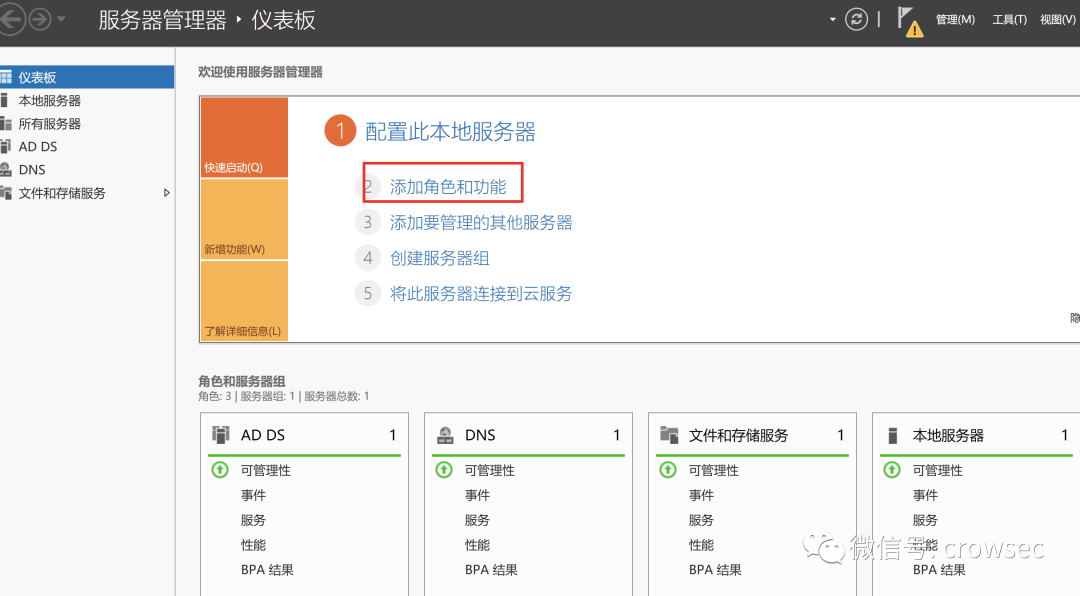 服务器管理器 ‣ 仪表板
管理(M) 工具(T) 视图(V)
仪表板
本地服务器
所有服务器
AD DS
DNS
文件和存储服务
欢迎使用服务器管理器
快速启动(Q)
新增功能(W)
了解详细信息(L)
1 配置此本地服务器
2 添加角色和功能
3 添加要管理的其他服务器
4 创建服务器组
5 将此服务器连接到云服务
隐
角色和服务器组
角色: 3 | 服务器组: 1 | 服务器总数: 1
AD DS 1
可管理性
事件
服务
性能
BPA 结果
DNS 1
可管理性
事件
服务
性能
BPA 结果
文件和存储服务 1
可管理性
事件
服务
性能
BPA 结果
本地服务器 1
可管理性
事件
服务
性能
BPA 结果
微信号: crowsec